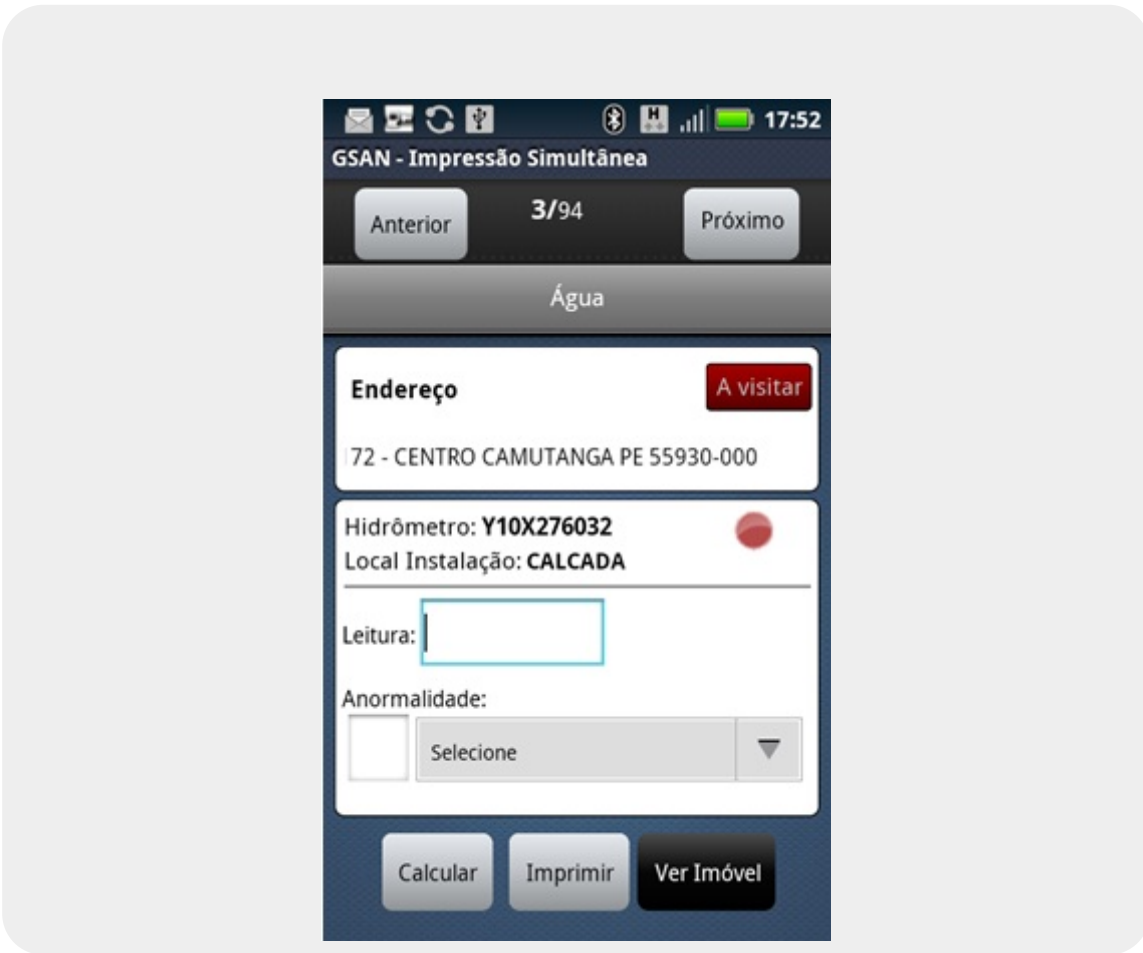 17:52
GSAN - Impressão Simultânea
Anterior
3/94
Próximo
Água
Endereço
A visitar
72 - CENTRO CAMUTANGA PE 55930-000
Hidrômetro: Y10X276032
Local Instalação: CALCADA
Leitura:
Anormalidade:
Selecione
Calcular
Imprimir
Ver Imóvel